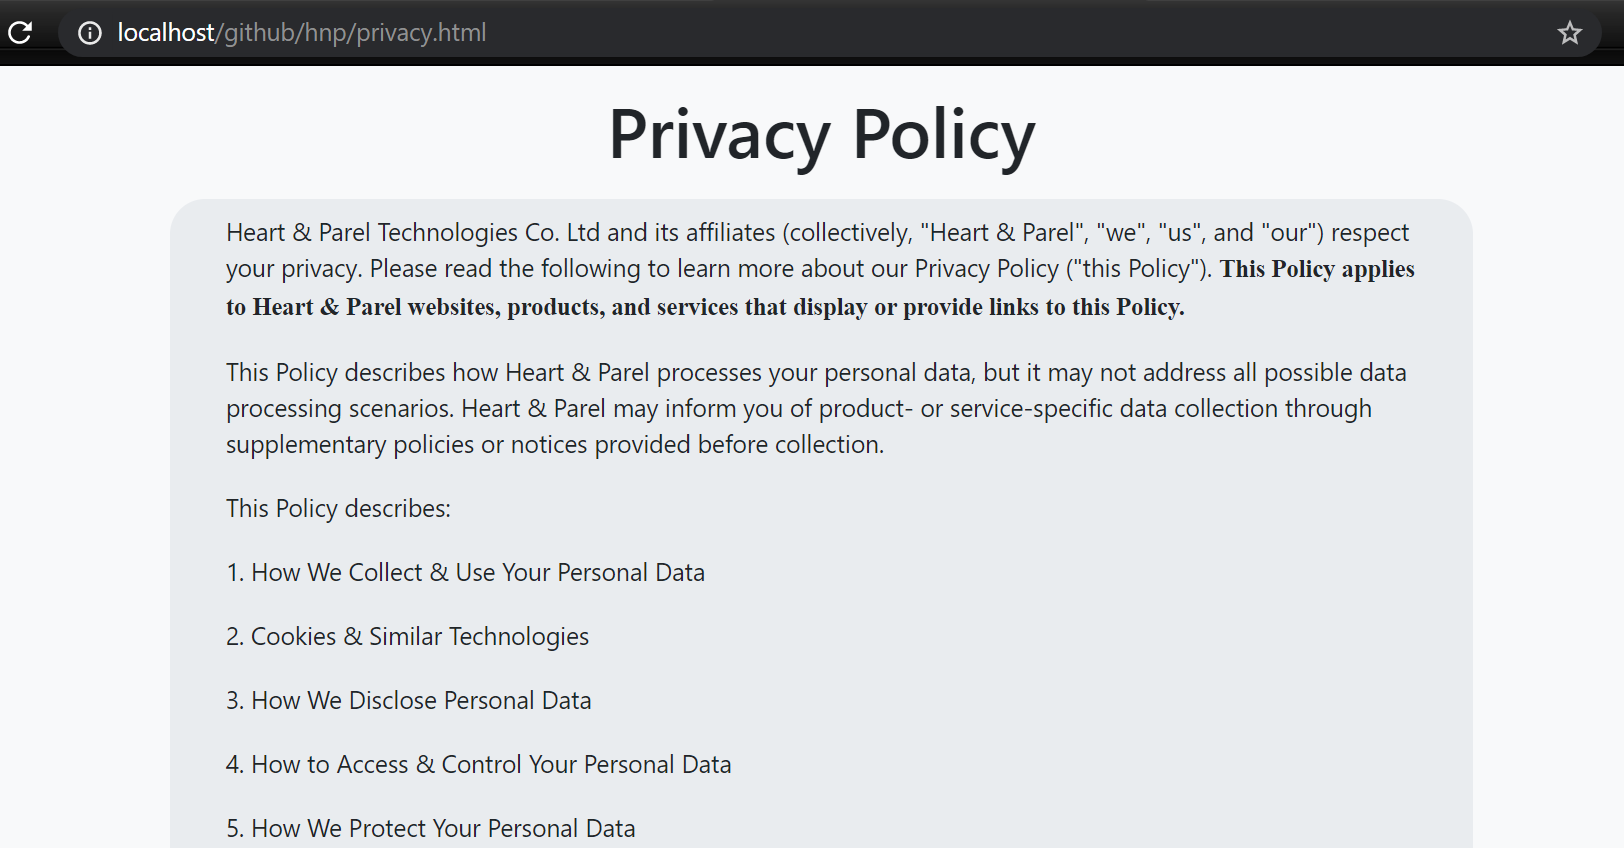 localhost/github/hnp/privacy.html
Privacy Policy
Heart & Parel Technologies Co. Ltd and its affiliates (collectively, "Heart & Parel", "we", "us", and "our") respect
your privacy. Please read the following to learn more about our Privacy Policy ("this Policy"). This Policy applies
to Heart & Parel websites, products, and services that display or provide links to this Policy.
This Policy describes how Heart & Parel processes your personal data, but it may not address all possible data
processing scenarios. Heart & Parel may inform you of product- or service-specific data collection through
supplementary policies or notices provided before collection.
This Policy describes:
1. How We Collect & Use Your Personal Data
2. Cookies & Similar Technologies
3. How We Disclose Personal Data
4. How to Access & Control Your Personal Data
5. How We Protect Your Personal Data